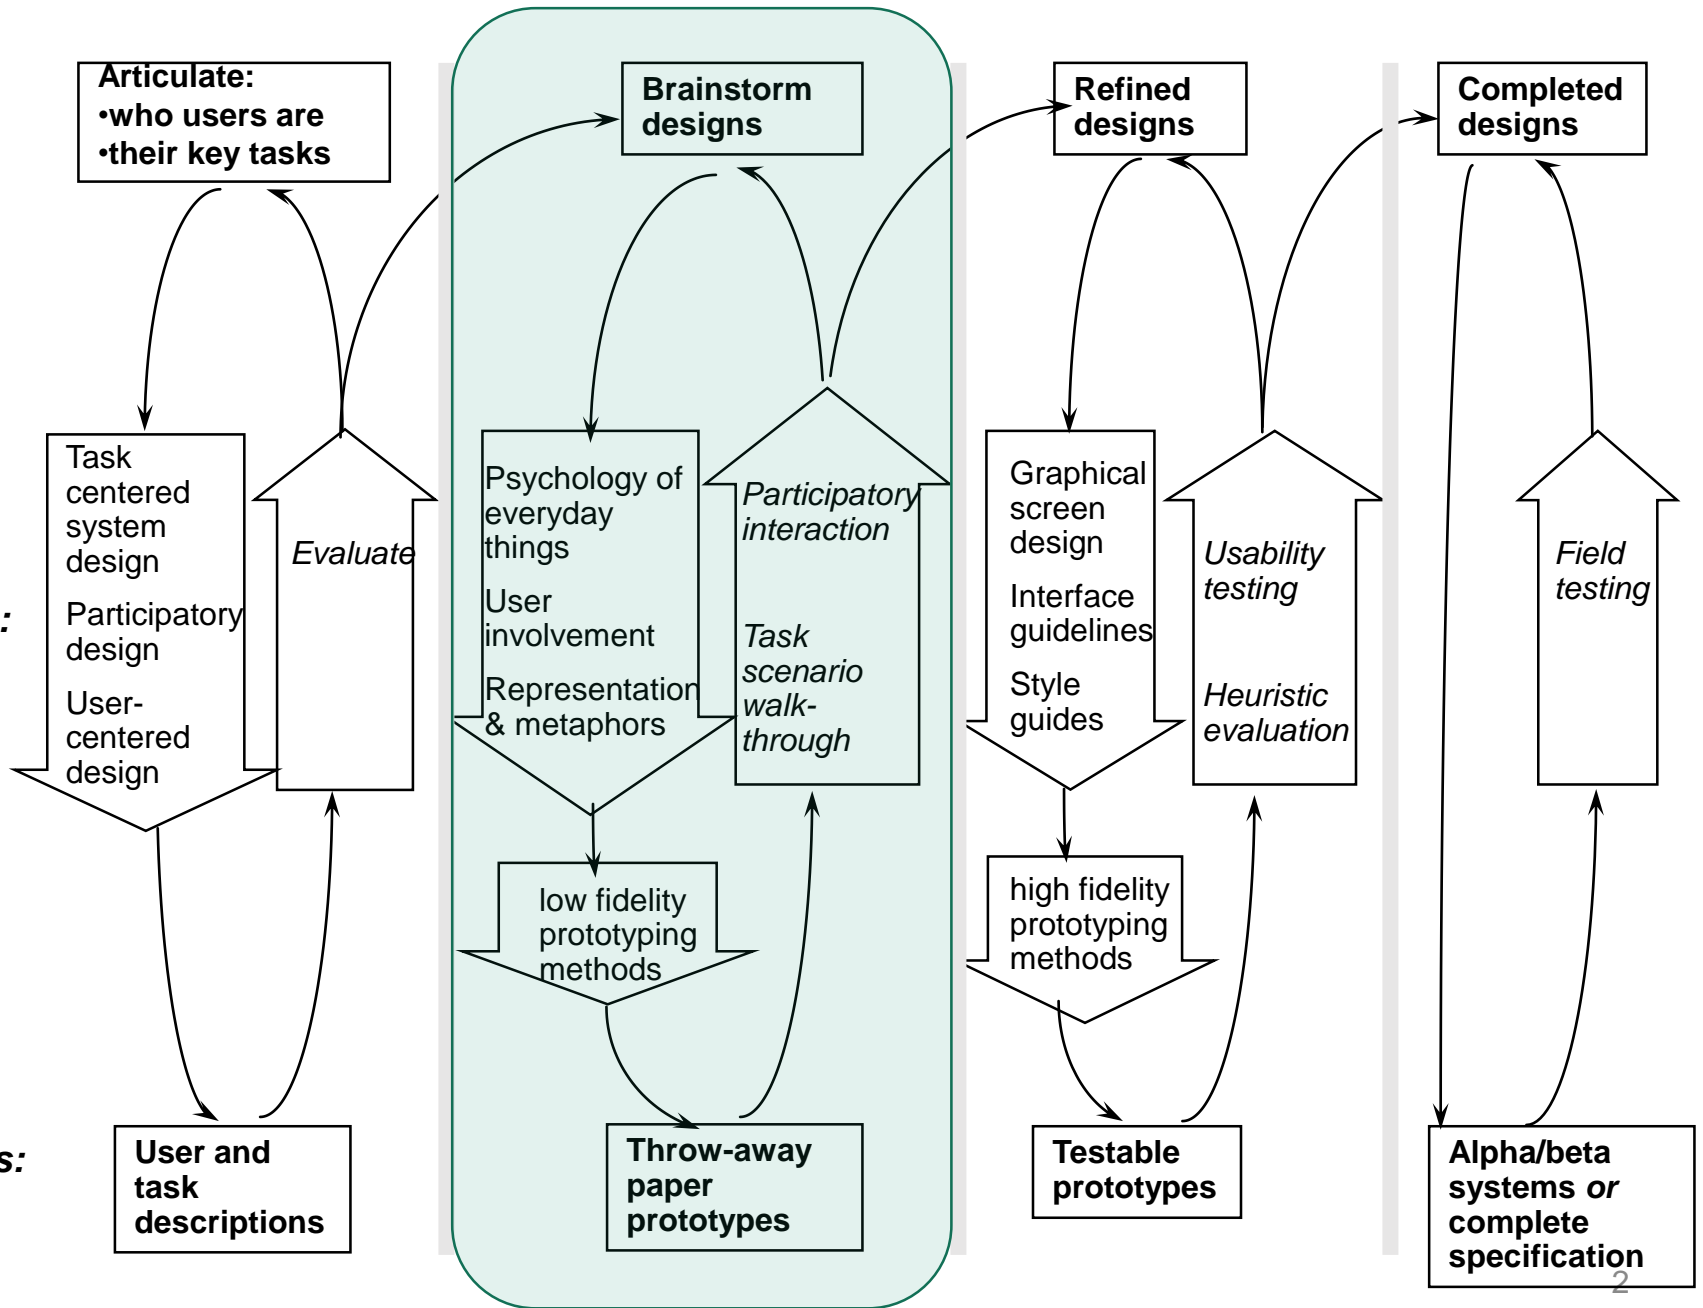 Articulate:
•who users are
•their key tasks
Brainstorm
designs
Refined
designs
Completed
designs
Task
centered
system
design
Participatory
design
User-
centered
design
Evaluate
Psychology of
everyday
things
User
involvement
Representation
& metaphors
Participatory
interaction
Task
scenario
walk-
through
Graphical
screen
design
Interface
guidelines
Style
guides
Usability
testing
Heuristic
evaluation
Field
testing
:
low fidelity
prototyping
methods
high fidelity
prototyping
methods
s:
User and
task
descriptions
Throw-away
paper
prototypes
Testable
prototypes
Alpha/beta
systems or
complete
specification
2